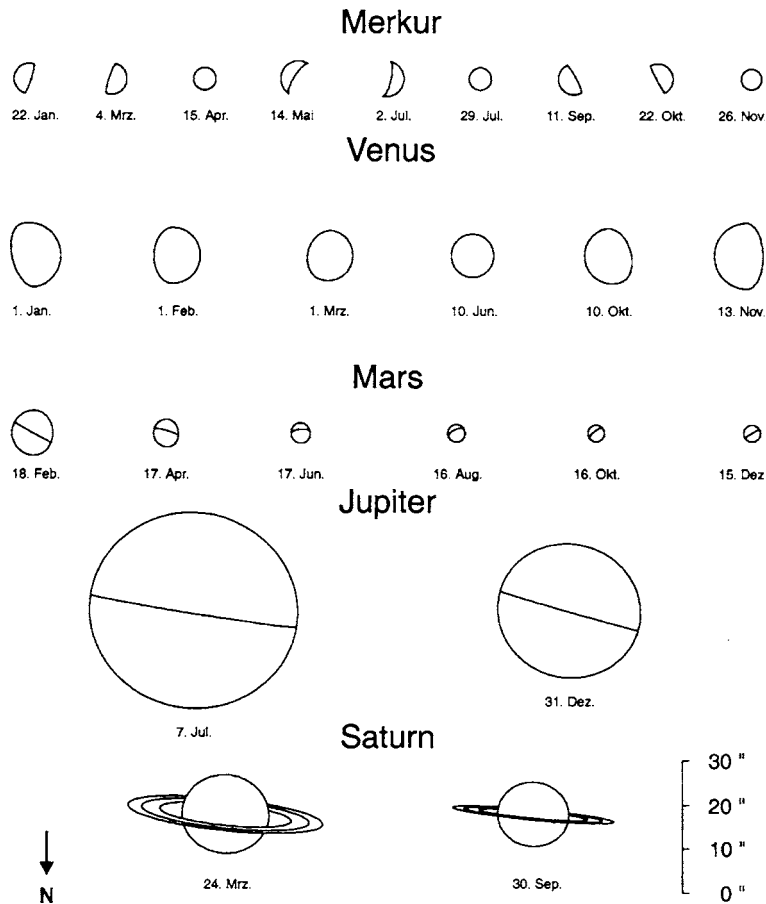 Merkur
22. Jan. 4. Mrz. 15. Apr. 14. Mai 2. Jul. 29. Jul. 11. Sep. 22. Okt. 26. Nov.
Venus
1. Jan. 1. Feb. 1. Mrz. 10. Jun. 10. Okt. 13. Nov.
Mars
18. Feb. 17. Apr. 17. Jun. 16. Aug. 16. Okt. 15. Dez
Jupiter
7. Jul. 31. Dez.
Saturn
30 "
20 "
10 "
0 "
N
24. Mrz. 30. Sep.